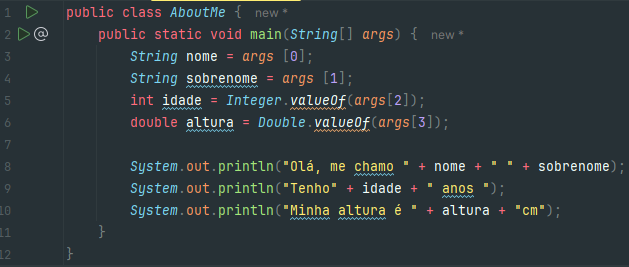 1 public class AboutMe { new *
2 @ public static void main(String[] args) { new *
3 String nome = args [0];
4 String sobrenome = args [1];
5 int idade = Integer.valueOf(args[2]);
6 double altura = Double.valueOf(args[3]);
7
8 System.out.println("Olá, me chamo " + nome + " " + sobrenome);
9 System.out.println("Tenho" + idade + " anos ");
10 System.out.println("Minha altura é " + altura + "cm");
11 }
12 }